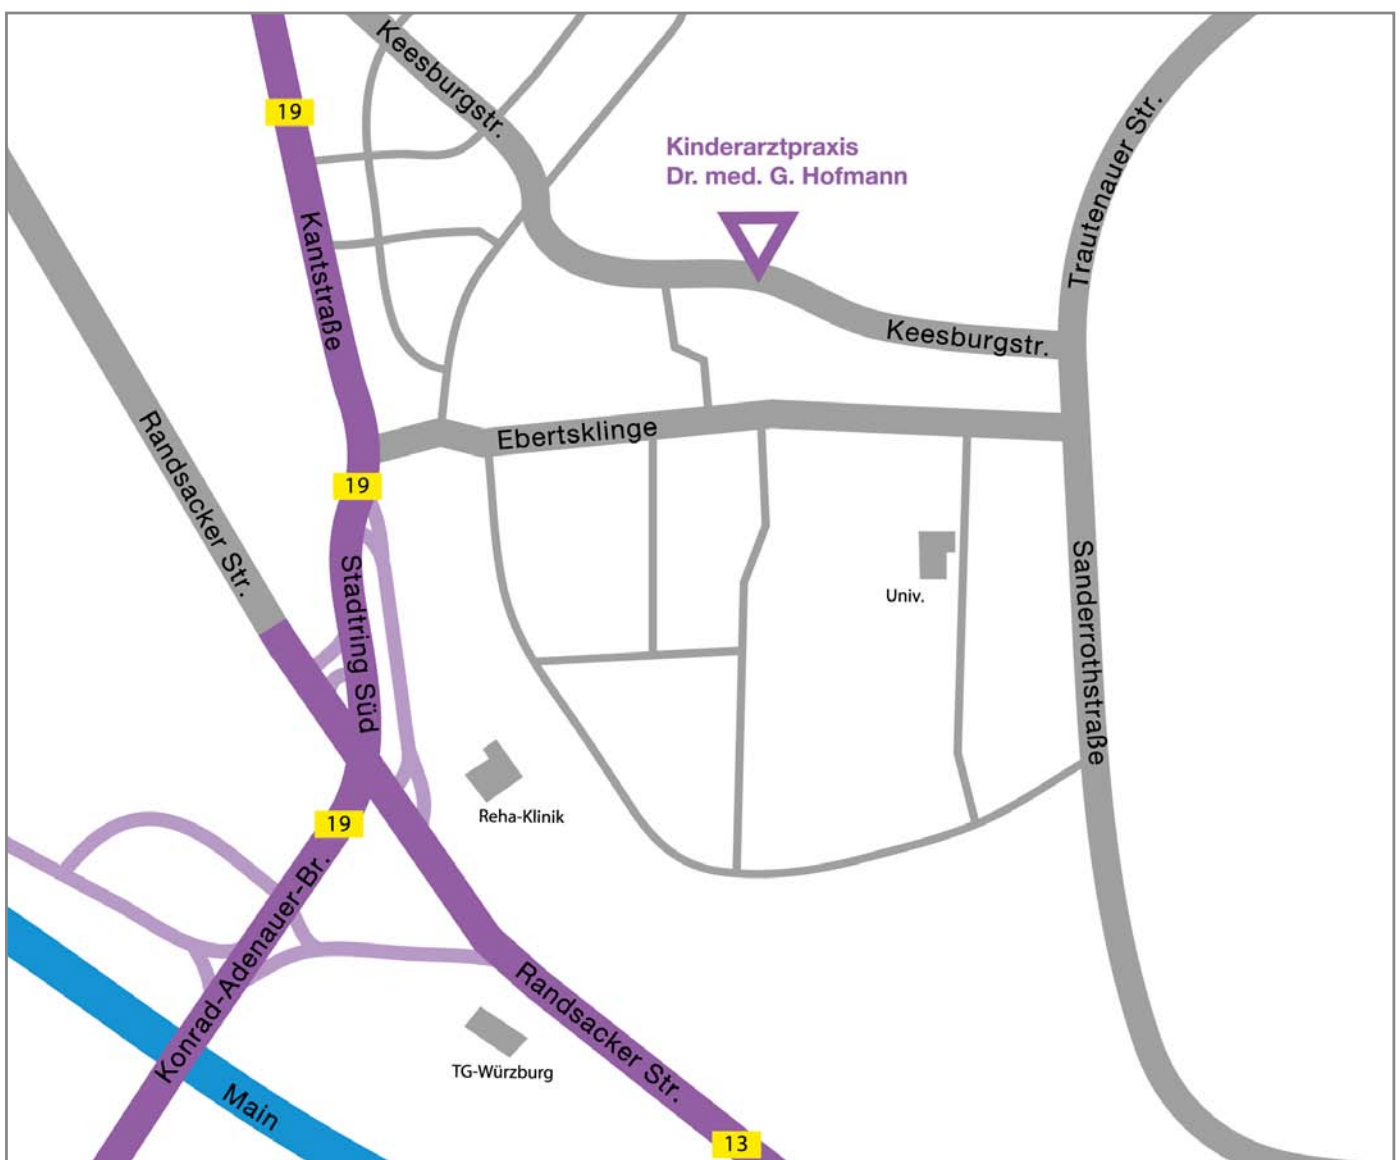 Keesburgstr.
19
Kinderarztpraxis
Dr. med. G. Hofmann
Trautenauer Str.
Kantstraße
Keesburgstr.
Randsacker Str.
Ebertsklinge
19
Stadtring Süd
Univ.
Sanderrothstraße
Reha-Klinik
19
Konrad-Adenauer-Br.
Randsacker Str.
TG-Würzburg
Main
13